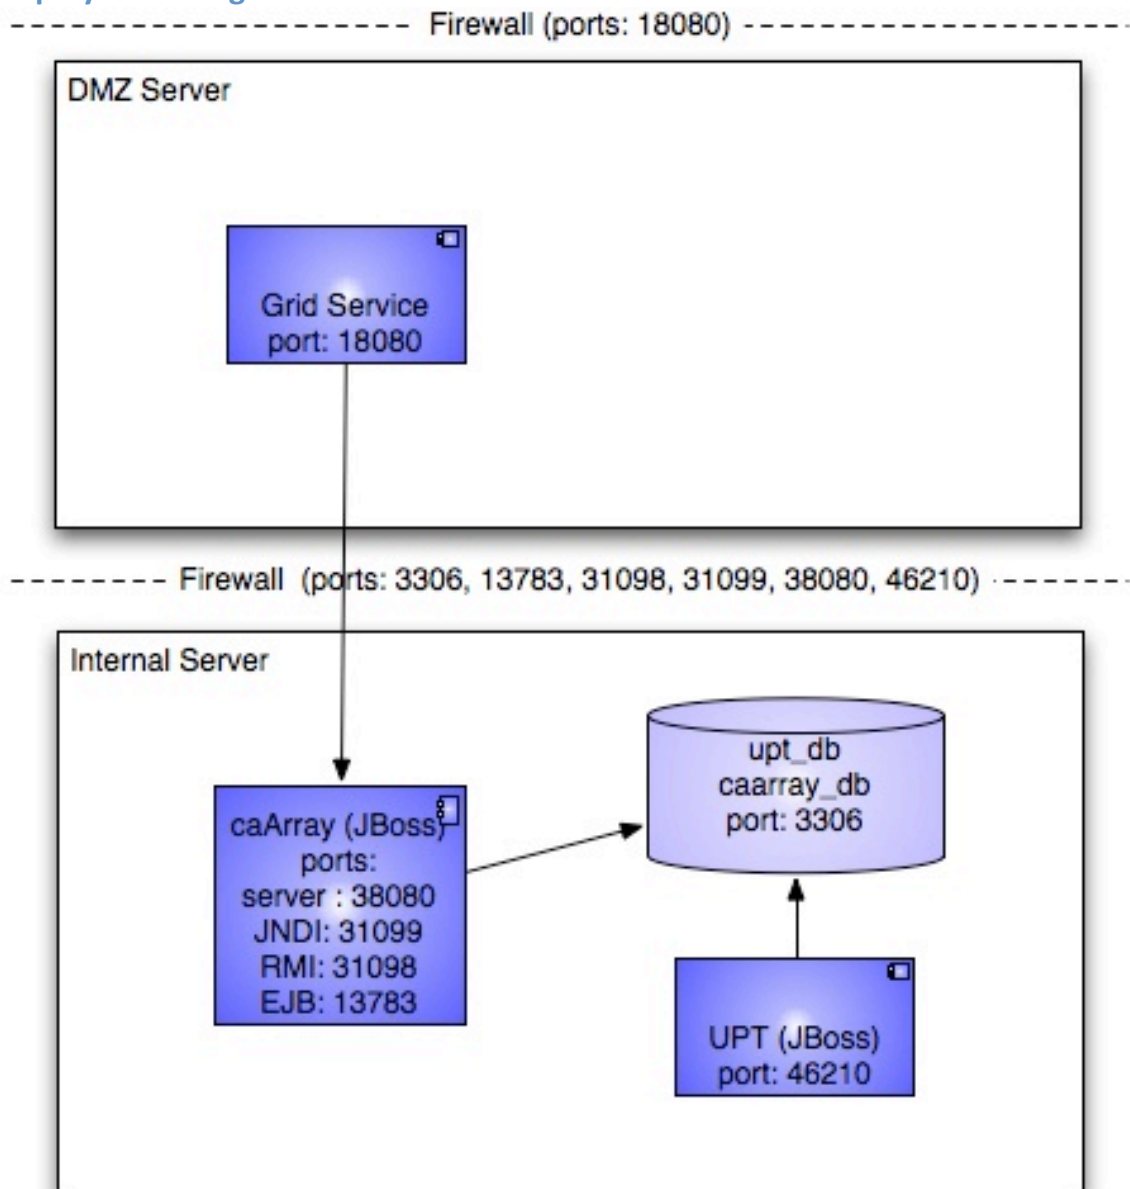 Firewall (ports: 18080)
DMZ Server
Grid Service
port: 18080
Firewall (ports: 3306, 13783, 31098, 31099, 38080, 46210)
Internal Server
upt_db
caarray_db
port: 3306
caArray (JBoss)
ports:
server : 38080
JNDI: 31099
RMI: 31098
EJB: 13783
UPT (JBoss)
port: 46210